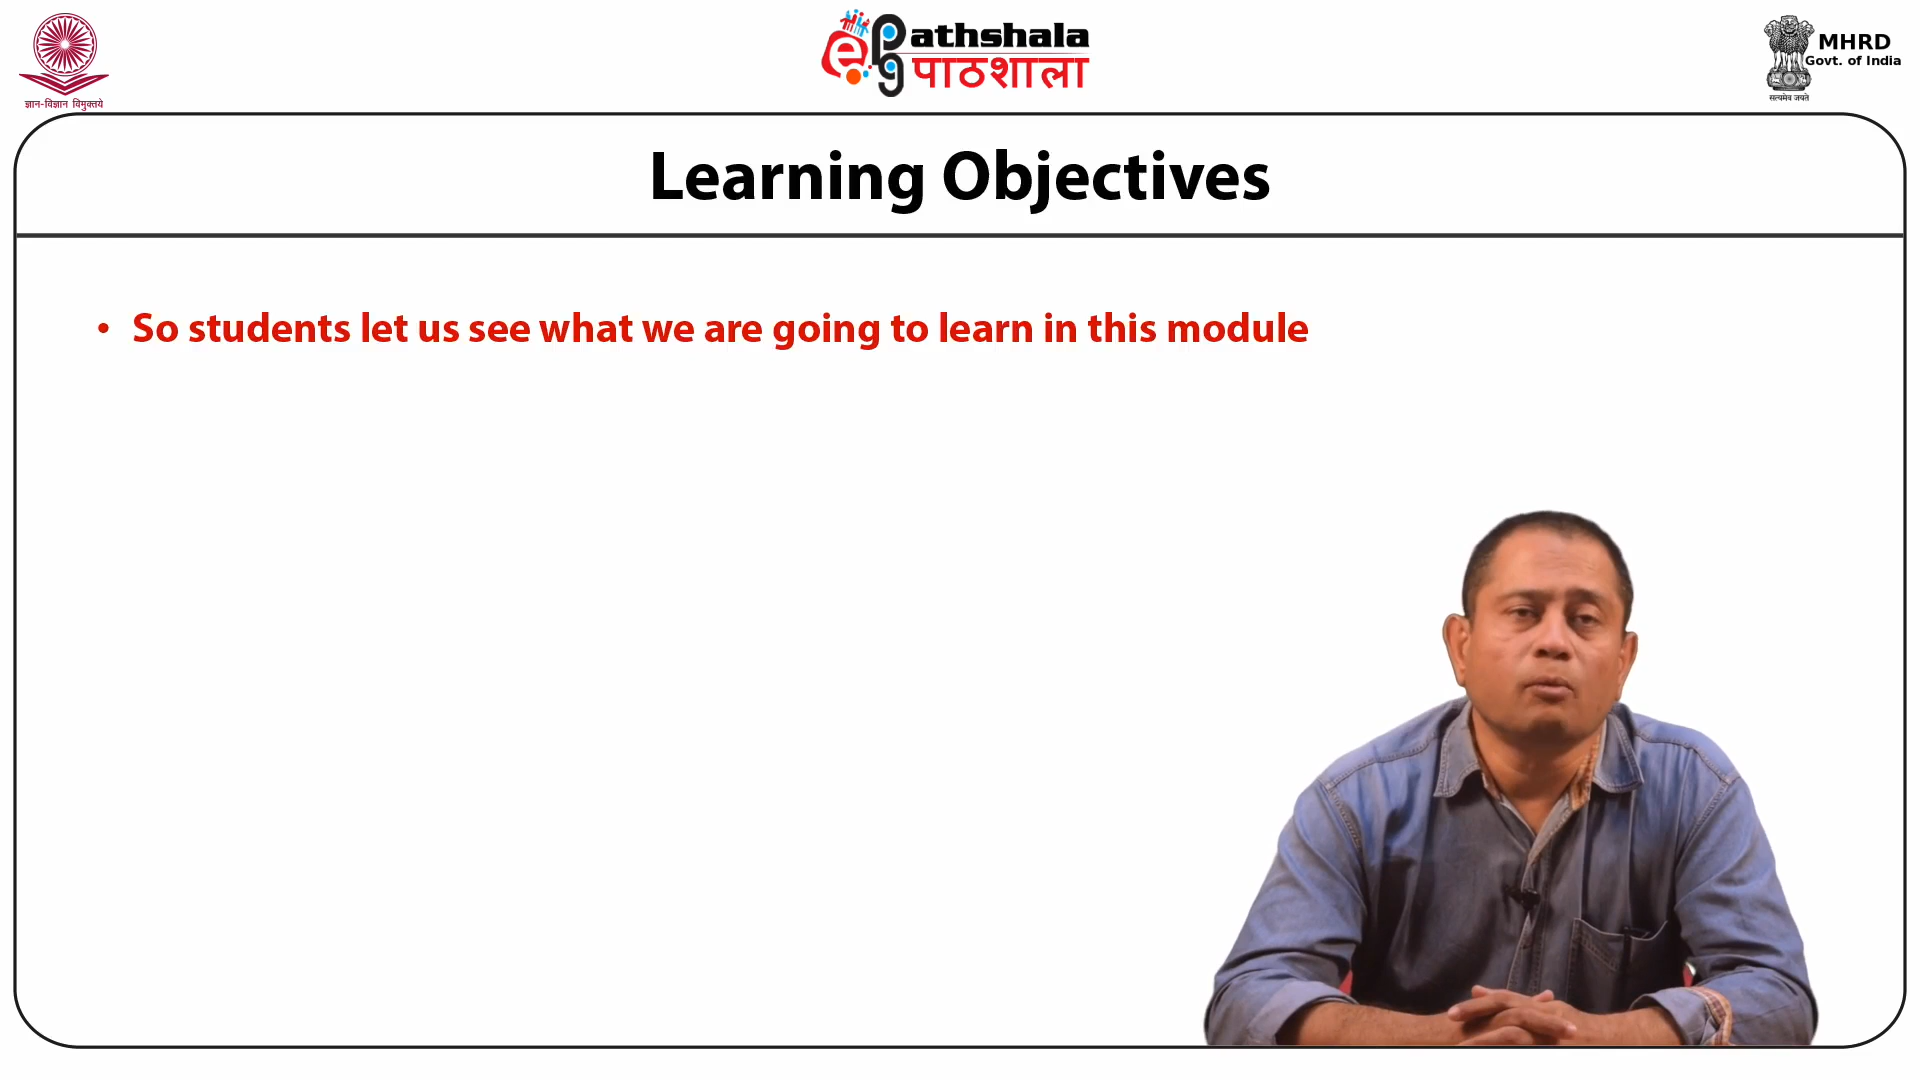 ज्ञान-विज्ञान विमुक्तये
ePathshala
पाठशाला
MHRD
Govt. of India
सत्यमेव जयते
Learning Objectives
• So students let us see what we are going to learn in this module